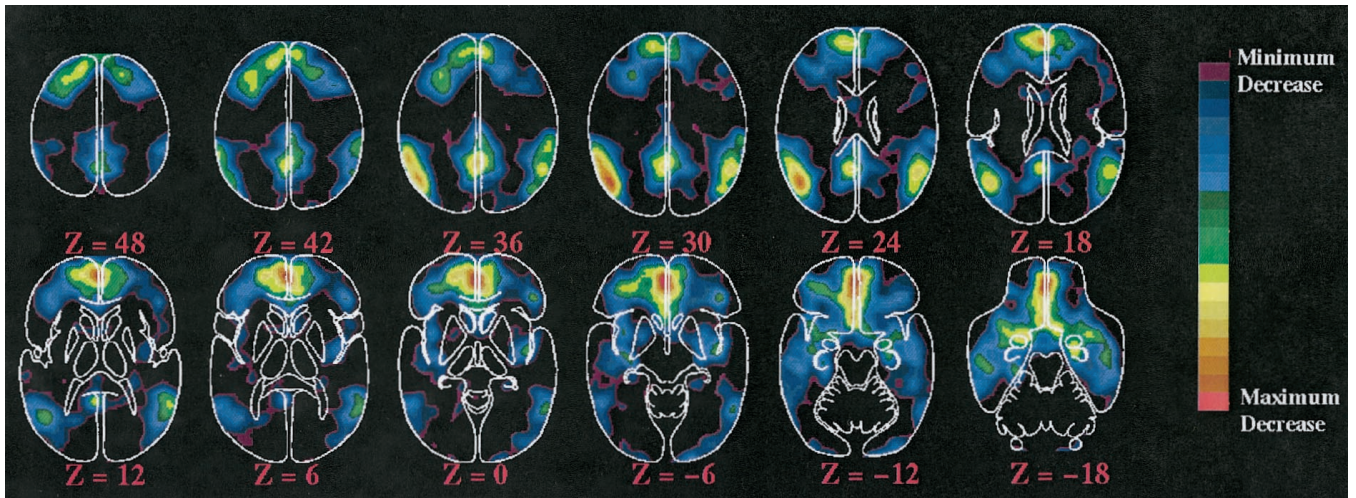 Minimum
Decrease
Z = 48 Z = 42 Z = 36 Z = 30 Z = 24 Z = 18
Maximum
Decrease
Z = 12 Z = 6 Z = 0 Z = −6 Z = −12 Z = −18